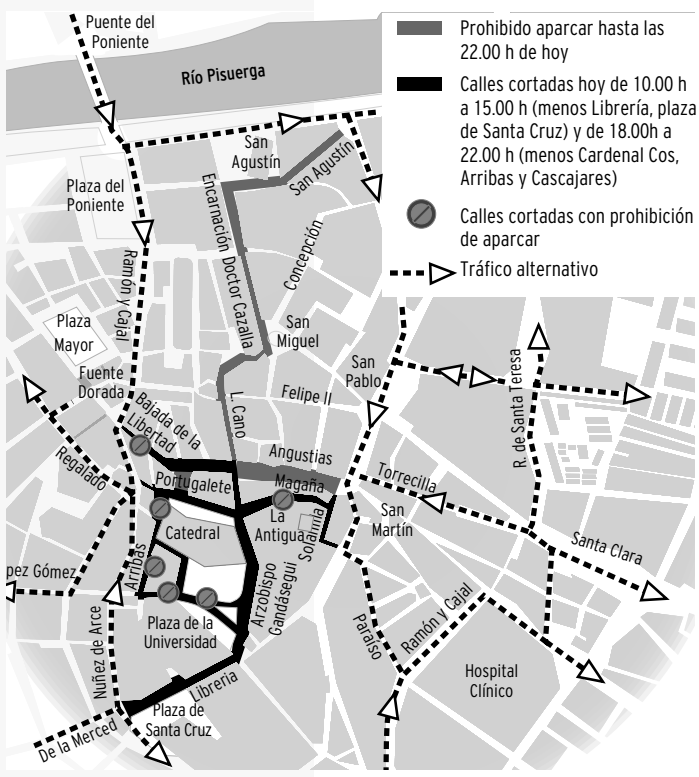 Puente del
Poniente
Río Pisuerga
Prohibido aparcar hasta las
22.00 h de hoy
Calles cortadas hoy de 10.00 h
a 15.00 h (menos Librería, plaza
de Santa Cruz) y de 18.00h a
22.00 h (menos Cardenal Cos,
Arribas y Cascajares)
Calles cortadas con prohibición
de aparcar
Tráfico alternativo
San
Agustín
San Agustín
Plaza del
Poniente
Encarnación Doctor Cazalla
Concepción
Ramón y Cajal
Plaza
Mayor
San
Miguel
Fuente
Dorada
San
Pablo
R. de Santa Teresa
Felipe II
Bajada de la
Libertad
L. Cano
Angustias
Regalado
Portugalete
Magaña
Torrecilla
Catedral
La
Antigua
Solanilla
San
Martín
Santa Clara
pez Gómez
Arribas
Arzobispo
Gandásegui
Plaza de la
Universidad
Paraíso
Ramón y Cajal
Nuñez de Arce
Hospital
Clínico
Libreria
Plaza de
Santa Cruz
De la Merced